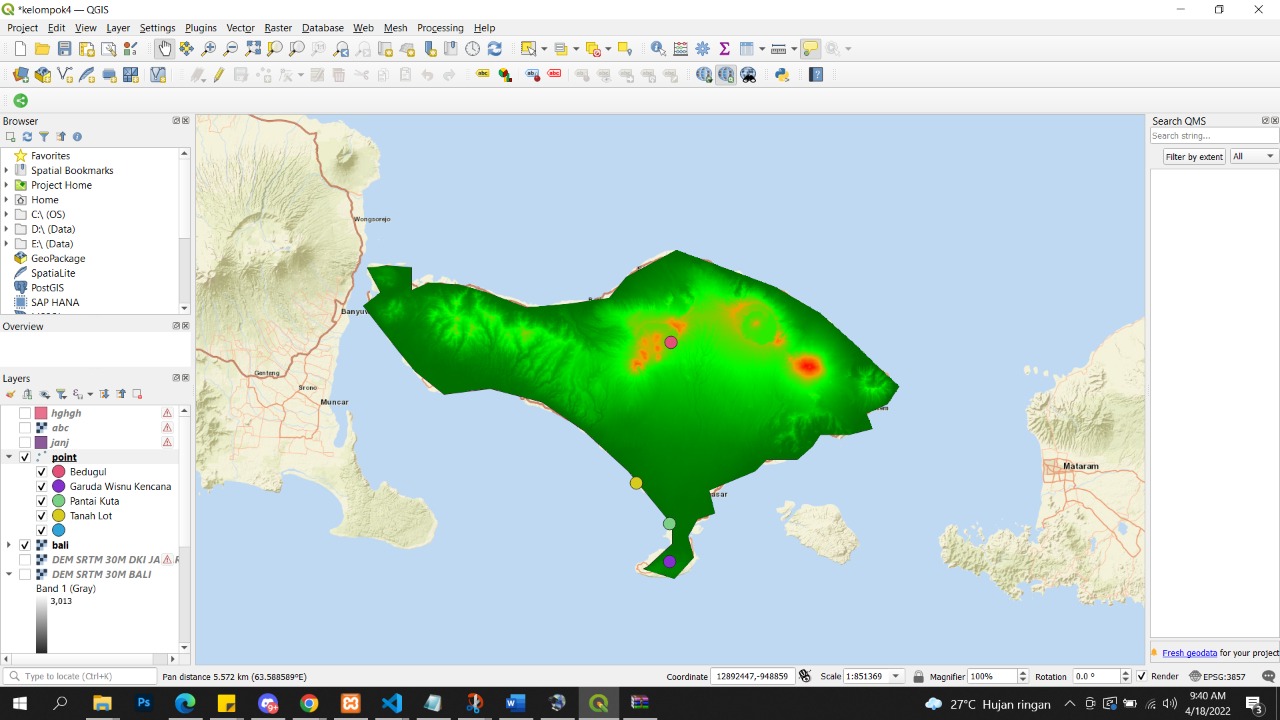 *kelompok4 — QGIS
Project Edit View Layer Settings Plugins Vector Raster Database Web Mesh Processing Help
Browser
Favorites
Spatial Bookmarks
Project Home
Home
C:\ (OS)
D:\ (Data)
E:\ (Data)
GeoPackage
SpatiaLite
PostGIS
SAP HANA
Overview
Layers
hghgh
abc
janj
point
Bedugul
Garuda Wisnu Kencana
Pantai Kuta
Tanah Lot
bali
DEM SRTM 30M DKI JA
DEM SRTM 30M BALI
Band 1 (Gray)
3,013
Wongsorejo
Banyuw
Genteng
Srono
Muncar
asar
Mataram
Search QMS
Search string...
Filter by extent All
Fresh geodata for your project
Type to locate (Ctrl+K) Pan distance 5.572 km (63.588589°E) Coordinate 12892447,-948859 Scale 1:851369 Magnifier 100% Rotation 0.0 ° Render EPSG:3857
27°C Hujan ringan
9:40 AM
4/18/2022
3